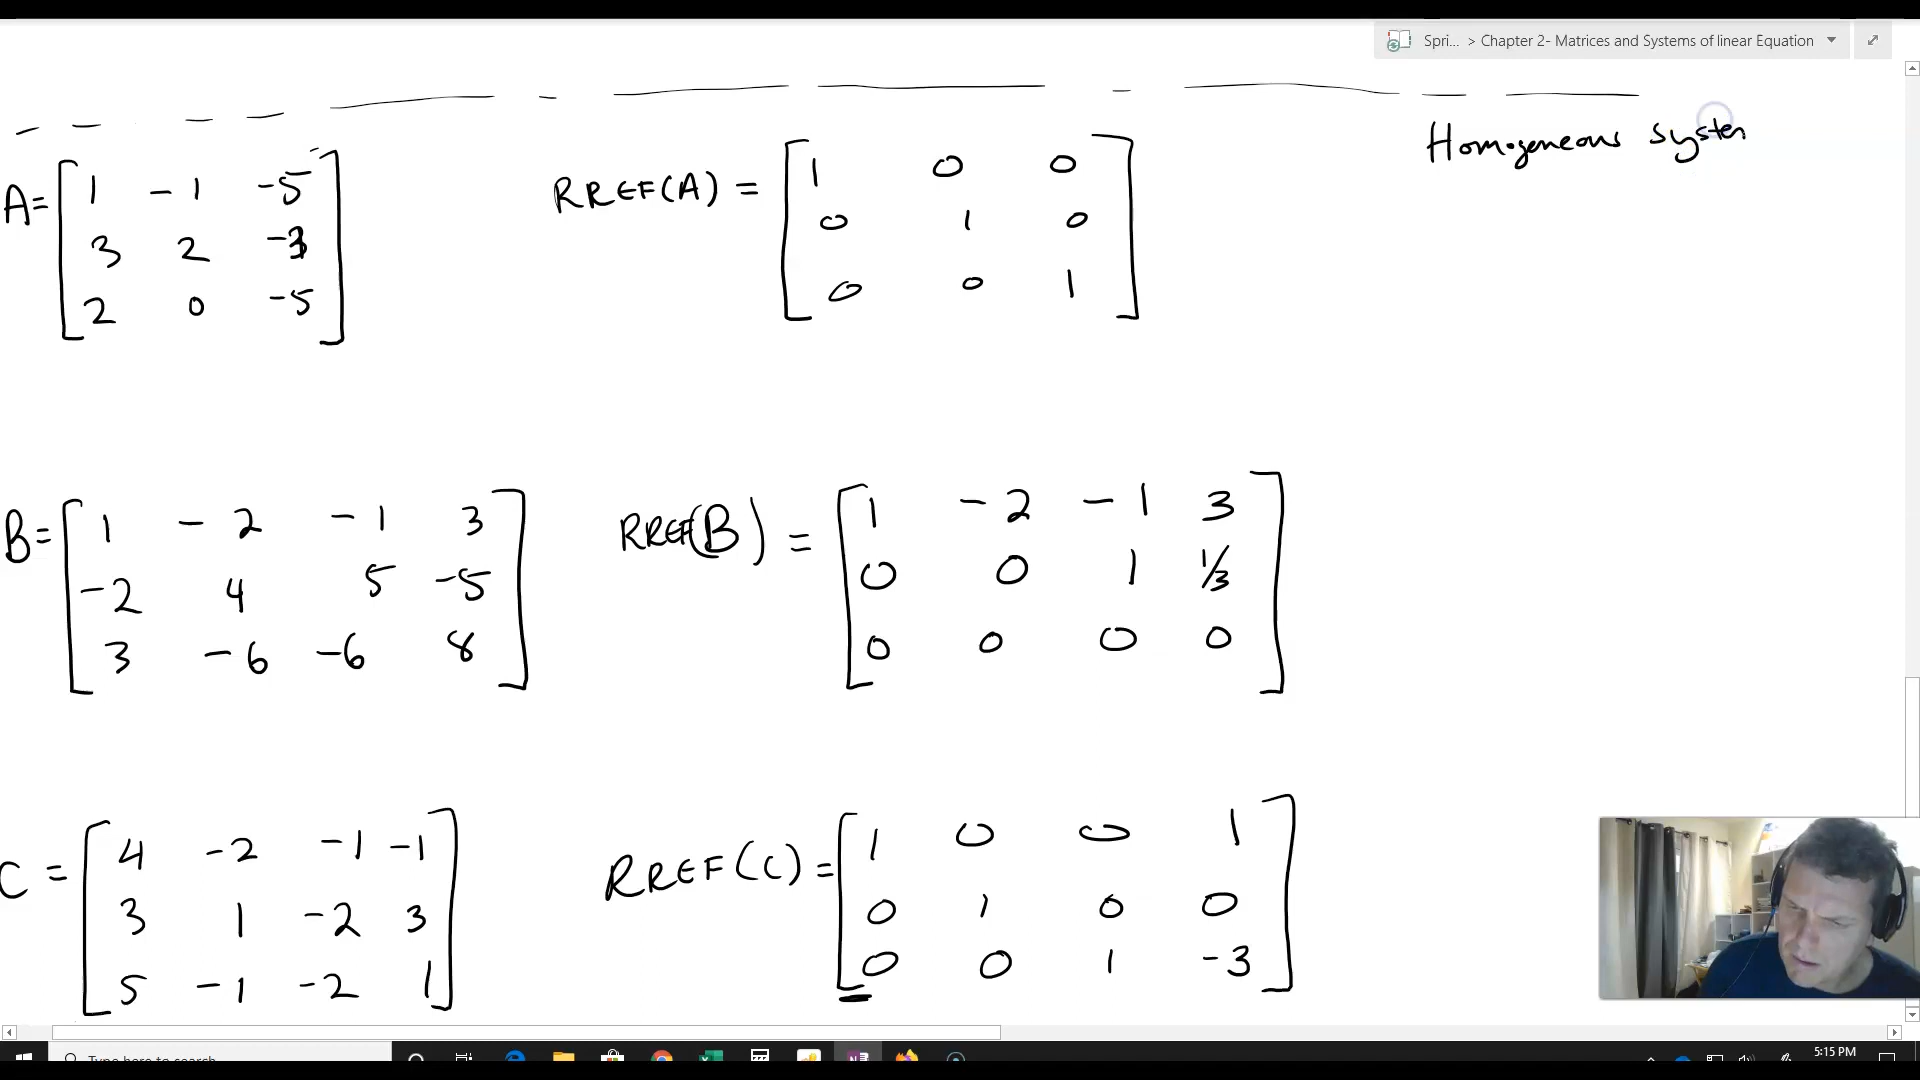 Spri... > Chapter 2- Matrices and Systems of linear Equation
Homogeneous system
A= [ 1 -1 -5
3 2 -3
2 0 -5 ]
RREF(A) = [ 1 0 0
0 1 0
0 0 1 ]
B= [ 1 -2 -1 3
-2 4 5 -5
3 -6 -6 8 ]
RREF(B) = [ 1 -2 -1 3
0 0 1 1/3
0 0 0 0 ]
C = [ 4 -2 -1 -1
3 1 -2 3
5 -1 -2 1 ]
RREF(C) = [ 1 0 0 1
0 1 0 0
0 0 1 -3 ]
Type here to search
5:15 PM